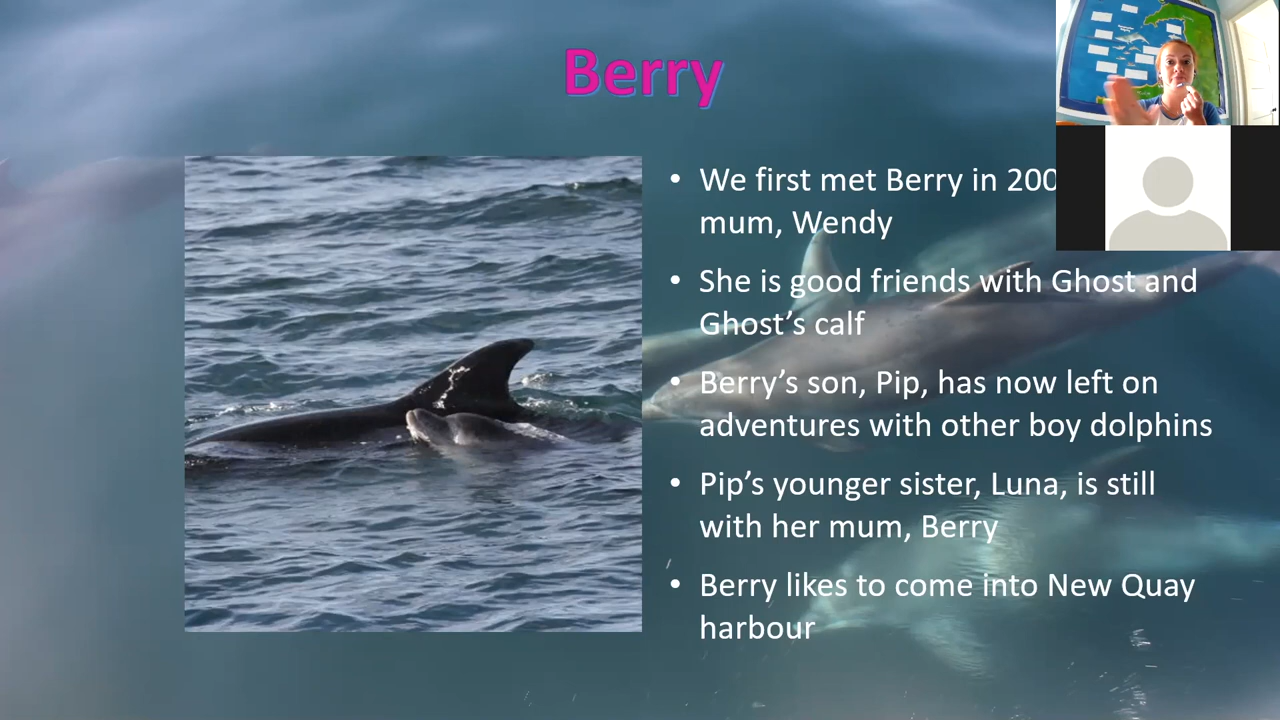 Berry
• We first met Berry in 200
mum, Wendy
• She is good friends with Ghost and
Ghost’s calf
• Berry’s son, Pip, has now left on
adventures with other boy dolphins
• Pip’s younger sister, Luna, is still
with her mum, Berry
• Berry likes to come into New Quay
harbour